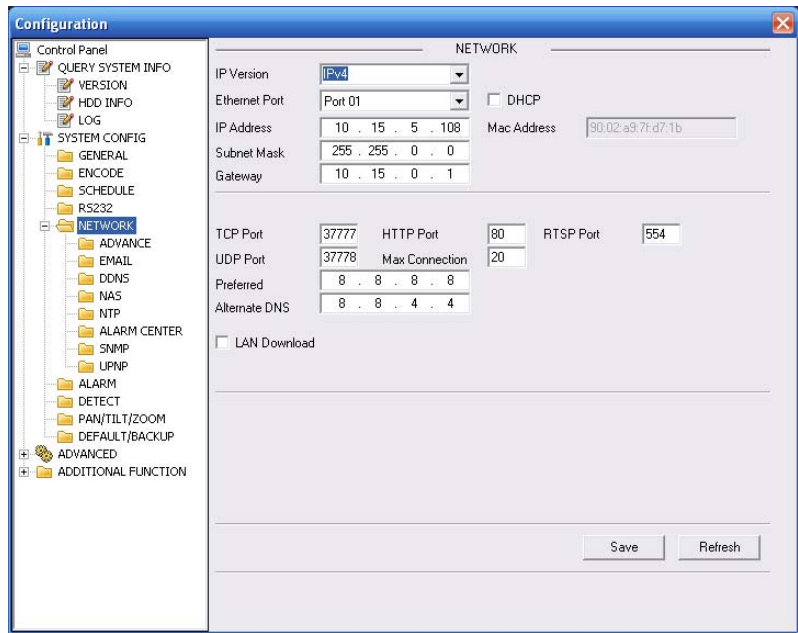 Configuration
Control Panel
QUERY SYSTEM INFO
VERSION
HDD INFO
LOG
SYSTEM CONFIG
GENERAL
ENCODE
SCHEDULE
RS232
NETWORK
ADVANCE
EMAIL
DDNS
NAS
NTP
ALARM CENTER
SNMP
UPNP
ALARM
DETECT
PAN/TILT/ZOOM
DEFAULT/BACKUP
ADVANCED
ADDITIONAL FUNCTION
NETWORK
IP Version IPv4
Ethernet Port Port 01 DHCP
IP Address 10 . 15 . 5 . 108 Mac Address 90:02:a9:7f:d7:1b
Subnet Mask 255 . 255 . 0 . 0
Gateway 10 . 15 . 0 . 1
TCP Port 37777 HTTP Port 80 RTSP Port 554
UDP Port 37778 Max Connection 20
Preferred 8 . 8 . 8 . 8
Alternate DNS 8 . 8 . 4 . 4
LAN Download
Save Refresh